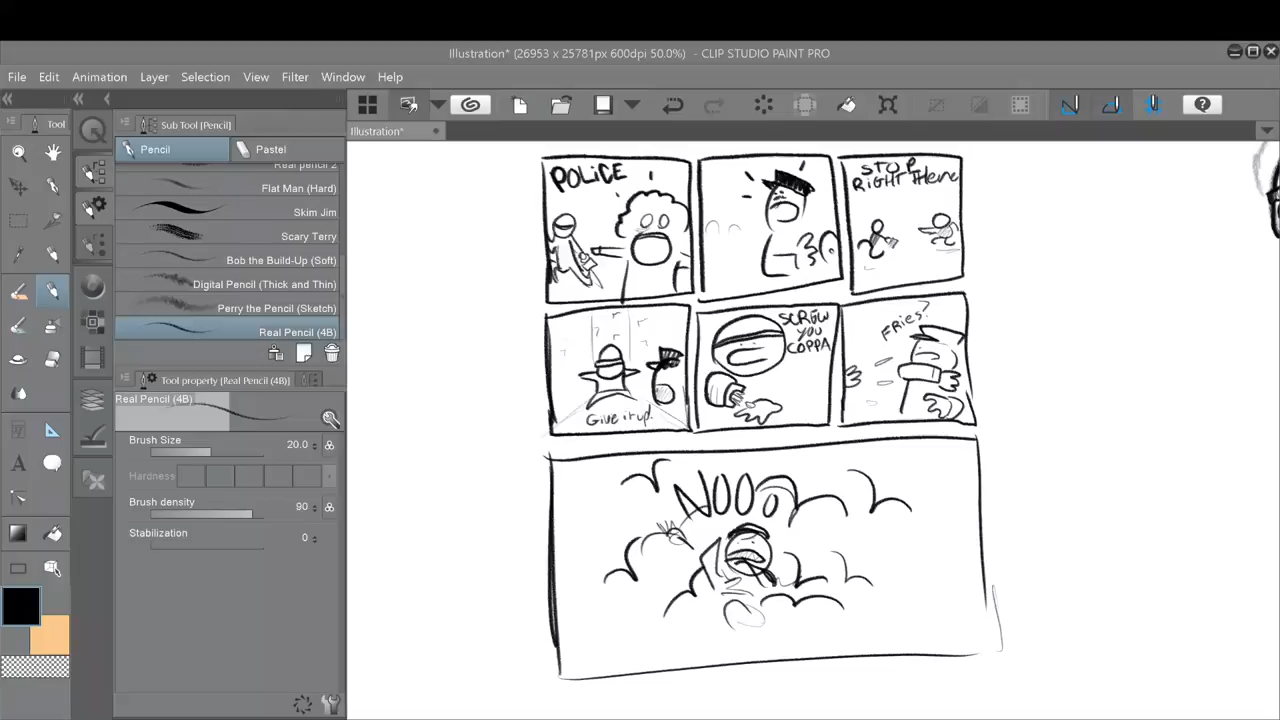 Illustration* (26953 x 25781px 600dpi 50.0%) - CLIP STUDIO PAINT PRO
File Edit Animation Layer Selection View Filter Window Help
Tool
Sub Tool [Pencil]
Illustration*
Pencil
Pastel
Real pencil 2
Flat Man (Hard)
Skim Jim
Scary Terry
Bob the Build-Up (Soft)
Digital Pencil (Thick and Thin)
Perry the Pencil (Sketch)
Real Pencil (4B)
Tool property [Real Pencil (4B)]
Real Pencil (4B)
Brush Size 20.0
Hardness
Brush density 90
Stabilization 0
POLiCE
STOP
RiGHT Here
Give it up!
SCREW
YOU
COPPA
FRies?
NOOO